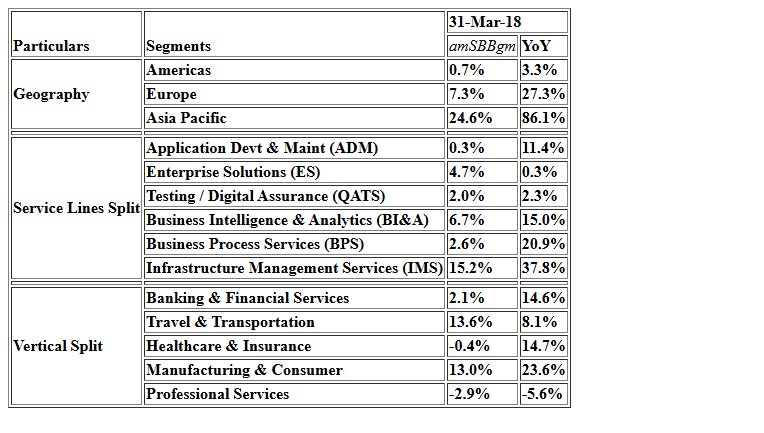 31-Mar-18
Particulars Segments amSBBgm YoY
Americas 0.7% 3.3%
Geography Europe 7.3% 27.3%
Asia Pacific 24.6% 86.1%
Application Devt & Maint (ADM) 0.3% 11.4%
Enterprise Solutions (ES) 4.7% 0.3%
Testing / Digital Assurance (QATS) 2.0% 2.3%
Service Lines Split
Business Intelligence & Analytics (BI&A) 6.7% 15.0%
Business Process Services (BPS) 2.6% 20.9%
Infrastructure Management Services (IMS) 15.2% 37.8%
Banking & Financial Services 2.1% 14.6%
Travel & Transportation 13.6% 8.1%
Vertical Split Healthcare & Insurance -0.4% 14.7%
Manufacturing & Consumer 13.0% 23.6%
Professional Services -2.9% -5.6%